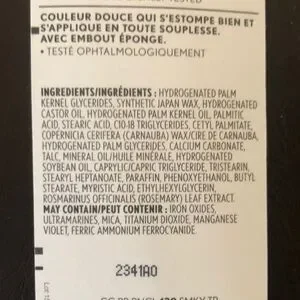 TESTED
COULEUR DOUCE QUI S'ESTOMPE BIEN ET
S'APPLIQUE EN TOUTE SOUPLESSE.
AVEC EMBOUT ÉPONGE.
• TESTÉ OPHTALMOLOGIQUEMENT
INGREDIENTS/INGRÉDIENTS : HYDROGENATED PALM
KERNEL GLYCERIDES, SYNTHETIC JAPAN WAX, HYDROGENATED
CASTOR OIL, HYDROGENATED PALM KERNEL OIL, PALMITIC
ACID, STEARIC ACID, C10-18 TRIGLYCERIDES, CETYL PALMITATE,
COPERNICIA CERIFERA (CARNAUBA) WAX/CIRE DE CARNAUBA,
HYDROGENATED PALM GLYCERIDES, CALCIUM CARBONATE,
TALC, MINERAL OIL/HUILE MINÉRALE, HYDROGENATED
SOYBEAN OIL, CAPRYLIC/CAPRIC TRIGLYCERIDE, TRISTEARIN,
STEARYL HEPTANOATE, PARAFFIN, PHENOXYETHANOL, BUTYL
STEARATE, MYRISTIC ACID, ETHYLHEXYLGLYCERIN,
ROSMARINUS OFFICINALIS (ROSEMARY) LEAF EXTRACT.
MAY CONTAIN/PEUT CONTENIR : IRON OXIDES,
ULTRAMARINES, MICA, TITANIUM DIOXIDE, MANGANESE
VIOLET, FERRIC AMMONIUM FERROCYANIDE.
2341A0